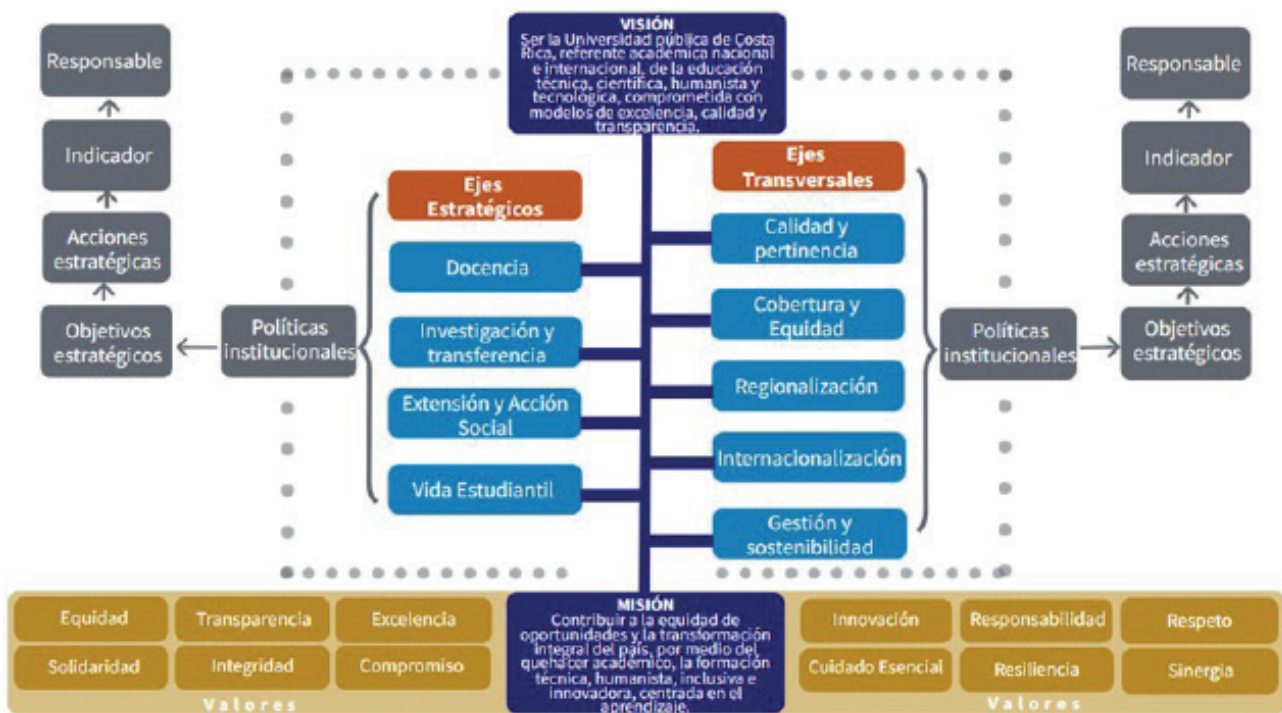 VISIÓN
Ser la Universidad pública de Costa
Rica, referente académica nacional
e internacional, de la educación
técnica, científica, humanista y
tecnológica, comprometida con
modelos de excelencia, calidad y
transparencia.
Responsable
Indicador
Acciones
estratégicas
Objetivos
estratégicos
Políticas
institucionales
Ejes
Estratégicos
Docencia
Investigación y
transferencia
Extensión y Acción
Social
Vida Estudiantil
Ejes
Transversales
Calidad y
pertinencia
Cobertura y
Equidad
Regionalización
Internacionalización
Gestión y
sostenibilidad
Políticas
institucionales
Responsable
Indicador
Acciones
estratégicas
Objetivos
estratégicos
Equidad
Transparencia
Excelencia
Solidaridad
Integridad
Compromiso
Valores
MISIÓN
Contribuir a la equidad de
oportunidades y la transformación
integral del país, por medio del
quehacer académico, la formación
técnica, humanista, inclusiva e
innovadora, centrada en el
aprendizaje.
Innovación
Responsabilidad
Respeto
Cuidado Esencial
Resiliencia
Sinergia
Valores